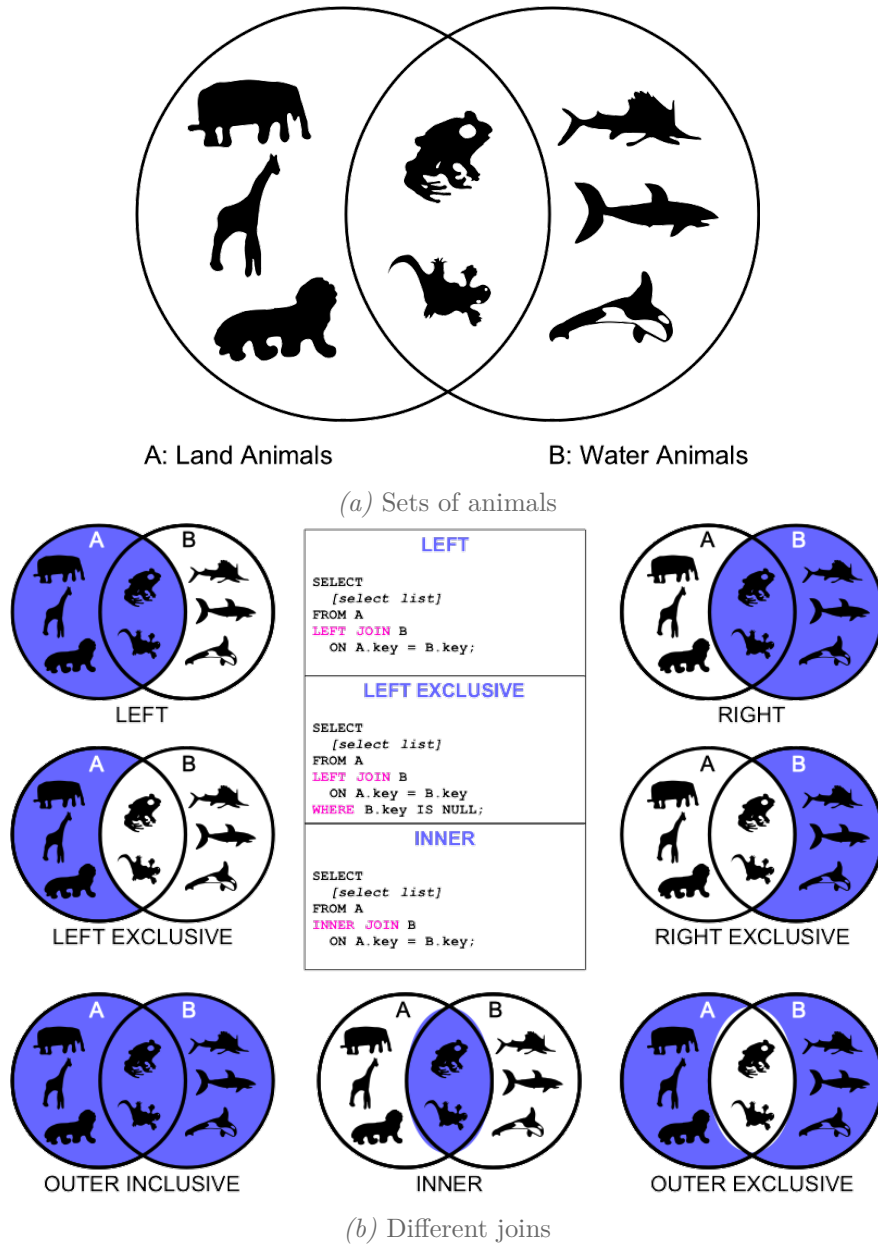 A: Land Animals
B: Water Animals
(a) Sets of animals
A
B
LEFT
LEFT
SELECT
[select list]
FROM A
LEFT JOIN B
ON A.key = B.key;
A
B
RIGHT
A
B
LEFT EXCLUSIVE
LEFT EXCLUSIVE
SELECT
[select list]
FROM A
LEFT JOIN B
ON A.key = B.key
WHERE B.key IS NULL;
INNER
SELECT
[select list]
FROM A
INNER JOIN B
ON A.key = B.key;
A
B
RIGHT EXCLUSIVE
A
B
OUTER INCLUSIVE
A
B
INNER
A
B
OUTER EXCLUSIVE
(b) Different joins